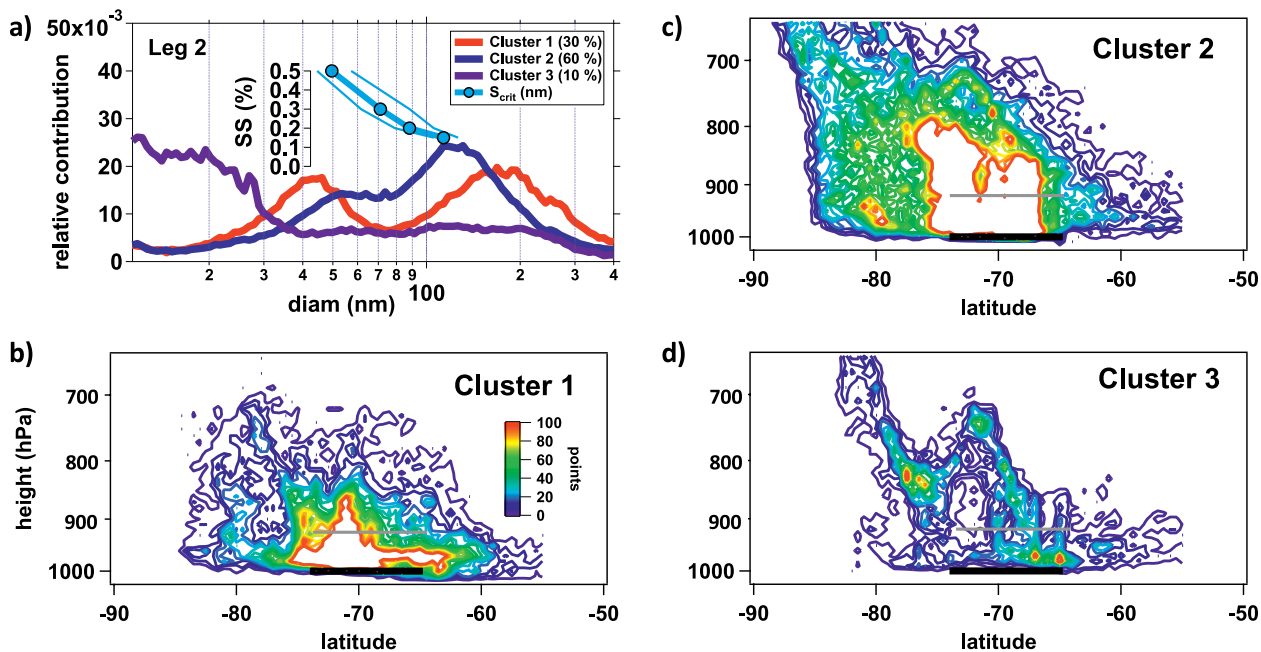 a)
50x10⁻³
40
30
20
10
0
relative contribution
Leg 2
Cluster 1 (30 %)
Cluster 2 (60 %)
Cluster 3 (10 %)
S_crit (nm)
0.5
0.4
0.3
0.2
0.1
0.0
SS (%)
2 3 4 5 6 7 8 9 100 2 3 4
diam (nm)
c)
Cluster 2
700
800
900
1000
-90 -80 -70 -60 -50
latitude
b)
Cluster 1
height (hPa)
700
800
900
1000
100
80
60
40
20
0
points
-90 -80 -70 -60 -50
latitude
d)
Cluster 3
700
800
900
1000
-90 -80 -70 -60 -50
latitude